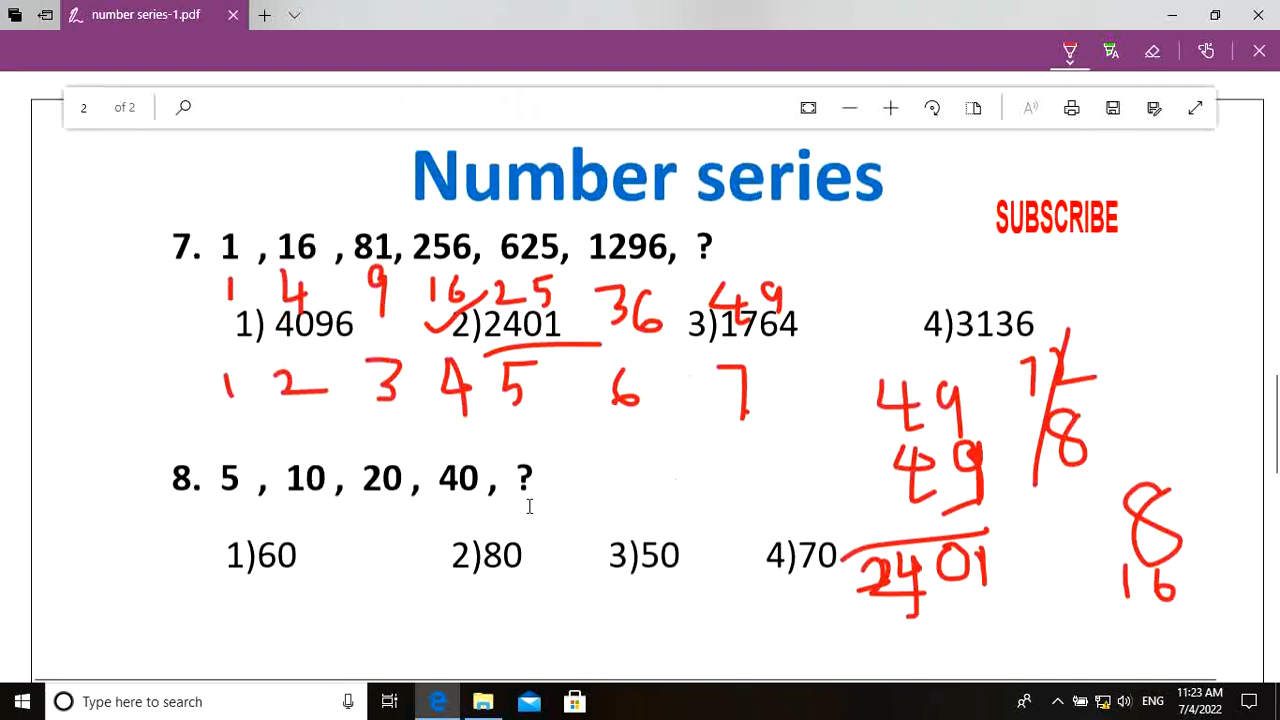 number series-1.pdf
2 of 2
Number series
SUBSCRIBE
7. 1 , 16 , 81, 256, 625, 1296, ?
1 4 9 16 25 36 49
1) 4096 2)2401 3)1764 4)3136
1 2 3 4 5 6 7
49
49
2401
8
8
16
8. 5 , 10 , 20 , 40 , ?
1)60 2)80 3)50 4)70
Type here to search
ENG
11:23 AM
7/4/2022